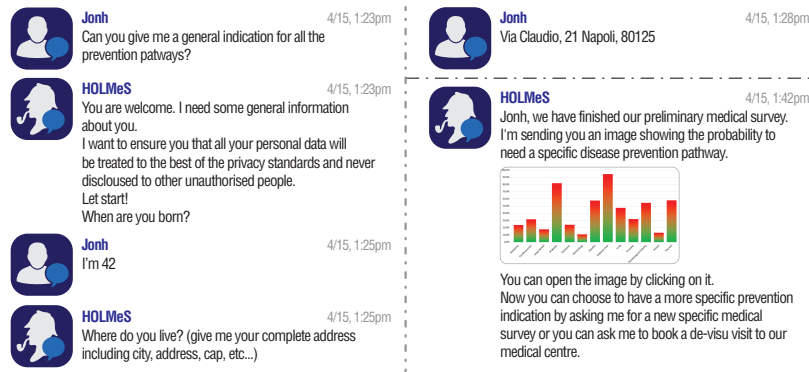 Jonh 4/15, 1:23pm
Can you give me a general indication for all the
prevention patways?
HOLMeS 4/15, 1:23pm
You are welcome. I need some general information
about you.
I want to ensure you that all your personal data will
be treated to the best of the privacy standards and never
discloused to other unauthorised people.
Let start!
When are you born?
Jonh 4/15, 1:25pm
I'm 42
HOLMeS 4/15, 1:25pm
Where do you live? (give me your complete address
including city, address, cap, etc...)
Jonh 4/15, 1:28pm
Via Claudio, 21 Napoli, 80125
HOLMeS 4/15, 1:42pm
Jonh, we have finished our preliminary medical survey.
I'm sending you an image showing the probability to
need a specific disease prevention pathway.
You can open the image by clicking on it.
Now you can choose to have a more specific prevention
indication by asking me for a new specific medical
survey or you can ask me to book a de-visu visit to our
medical centre.